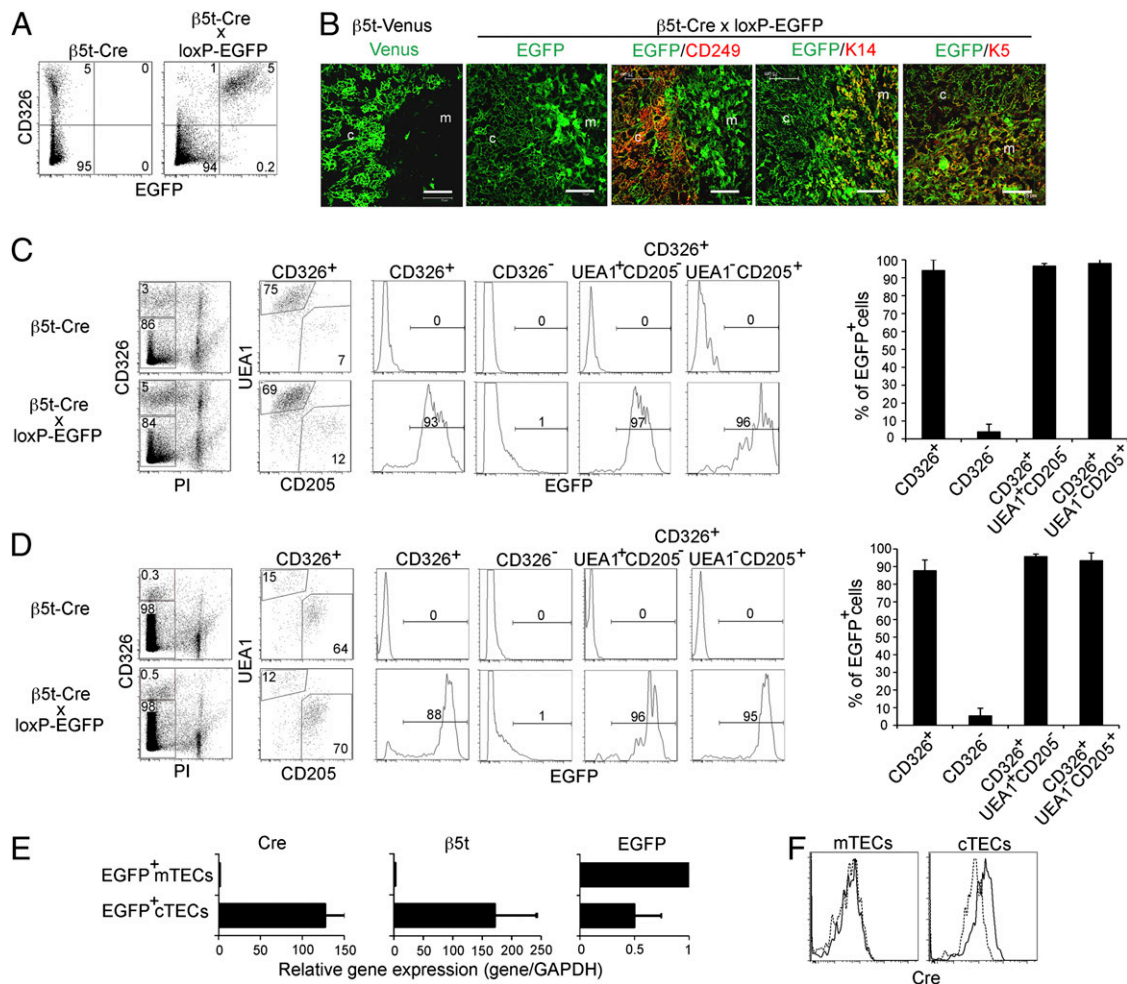 A
β5t-Cre
β5t-Cre
x
loxP-EGFP
CD326
5
0
95
0
1
5
94
0.2
EGFP
B
β5t-Venus
β5t-Cre x loxP-EGFP
Venus
EGFP
EGFP/CD249
EGFP/K14
EGFP/K5
c
m
c
m
c
m
c
m
c
m
C
CD326+
CD326+
CD326+
CD326-
UEA1+CD205-
UEA1-CD205+
β5t-Cre
β5t-Cre
x
loxP-EGFP
CD326
UEA1
3
86
75
7
0
0
0
0
5
84
69
12
93
1
97
96
PI
CD205
EGFP
% of EGFP+ cells
100
90
80
70
60
50
40
30
20
10
0
CD326+
CD326-
CD326+
UEA1+CD205-
CD326+
UEA1-CD205+
D
CD326+
CD326+
CD326+
CD326-
UEA1+CD205-
UEA1-CD205+
β5t-Cre
β5t-Cre
x
loxP-EGFP
CD326
UEA1
0.3
98
15
64
0
0
0
0
0.5
98
12
70
88
1
96
95
PI
CD205
EGFP
% of EGFP+ cells
100
90
80
70
60
50
40
30
20
10
0
CD326+
CD326-
CD326+
UEA1+CD205-
CD326+
UEA1-CD205+
E
Cre
β5t
EGFP
EGFP+mTECs
EGFP+cTECs
0 50 100 150
0 50 100 150 200 250
0 0.5 1
Relative gene expression (gene/GAPDH)
F
mTECs
cTECs
Cre